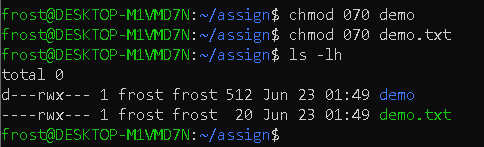 frost@DESKTOP-M1VMD7N:~/assign$ chmod 070 demo
frost@DESKTOP-M1VMD7N:~/assign$ chmod 070 demo.txt
frost@DESKTOP-M1VMD7N:~/assign$ ls -lh
total 0
d---rwx--- 1 frost frost 512 Jun 23 01:49 demo
----rwx--- 1 frost frost  20 Jun 23 01:49 demo.txt
frost@DESKTOP-M1VMD7N:~/assign$